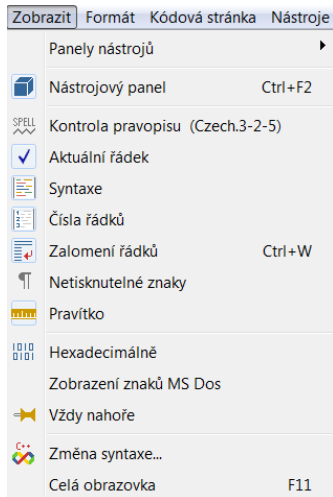 Zobrazit Formát Kódová stránka Nástroje
Panely nástrojů
Nástrojový panel Ctrl+F2
SPELL Kontrola pravopisu (Czech.3-2-5)
Aktuální řádek
Syntaxe
Čísla řádků
Zalomení řádků Ctrl+W
Netisknutelné znaky
Pravítko
Hexadecimálně
Zobrazení znaků MS Dos
Vždy nahoře
C++ Změna syntaxe...
Celá obrazovka F11